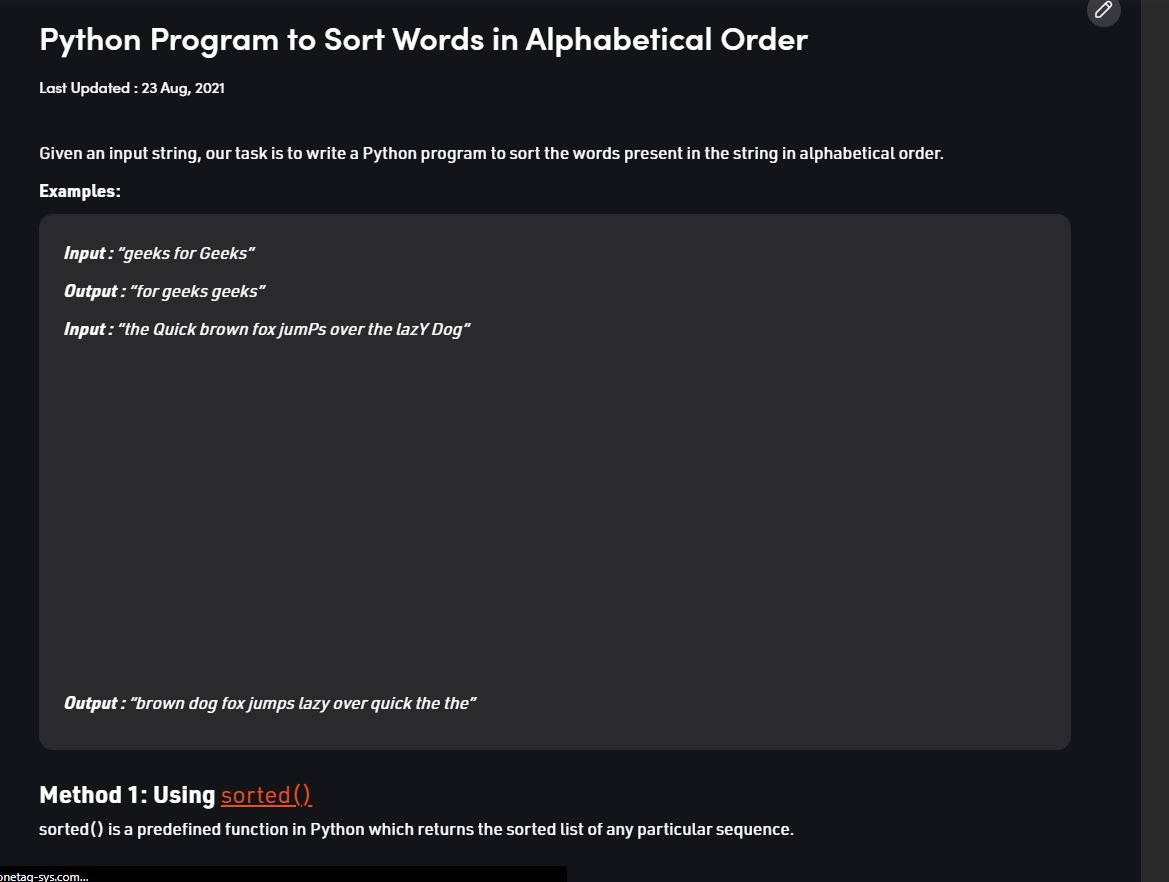 Python Program to Sort Words in Alphabetical Order
Last Updated : 23 Aug, 2021
Given an input string, our task is to write a Python program to sort the words present in the string in alphabetical order.
Examples:
Input : “geeks for Geeks”
Output : “for geeks geeks”
Input : “the Quick brown fox jumPs over the lazY Dog”
Output : “brown dog fox jumps lazy over quick the the”
Method 1: Using sorted()
sorted() is a predefined function in Python which returns the sorted list of any particular sequence.
onetag-sys.com...